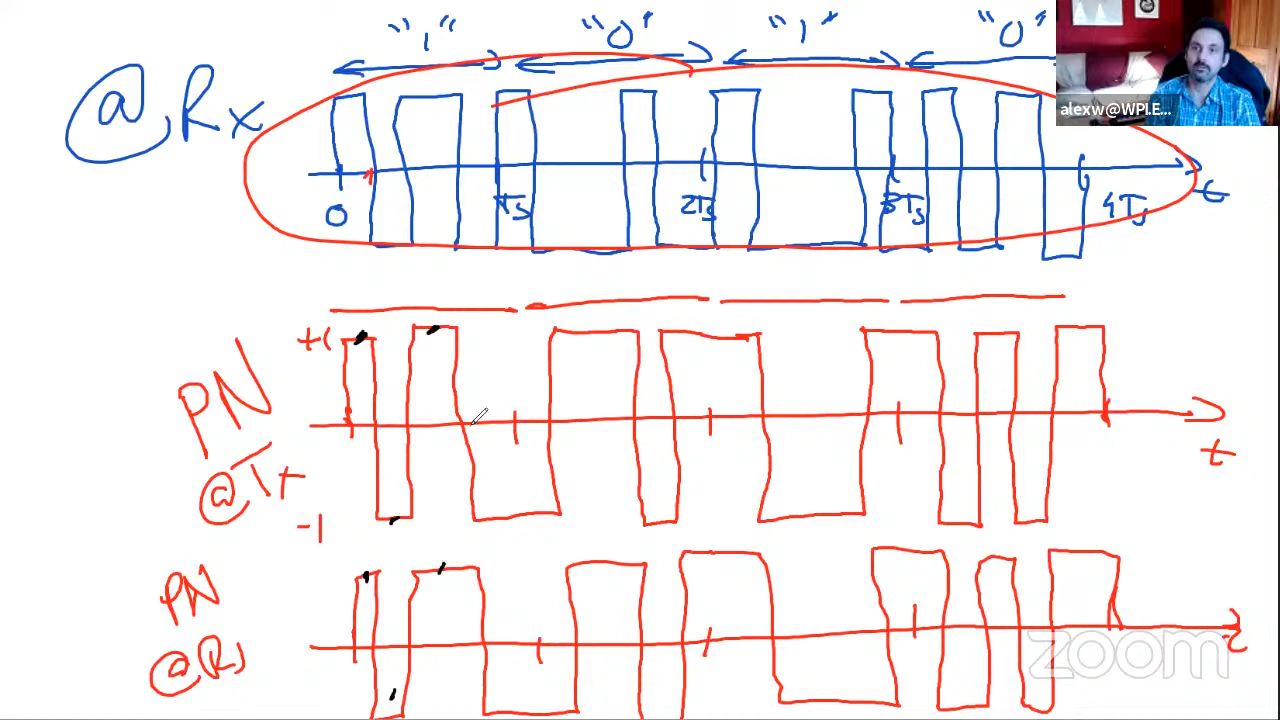 "1" "0" "1" "0"
alexw@WPI.E...
@Rx
0 Ts 2Ts 3Ts 4Ts t
+1
PN
@Tx
-1
t
PN
@Rx
zoom
t